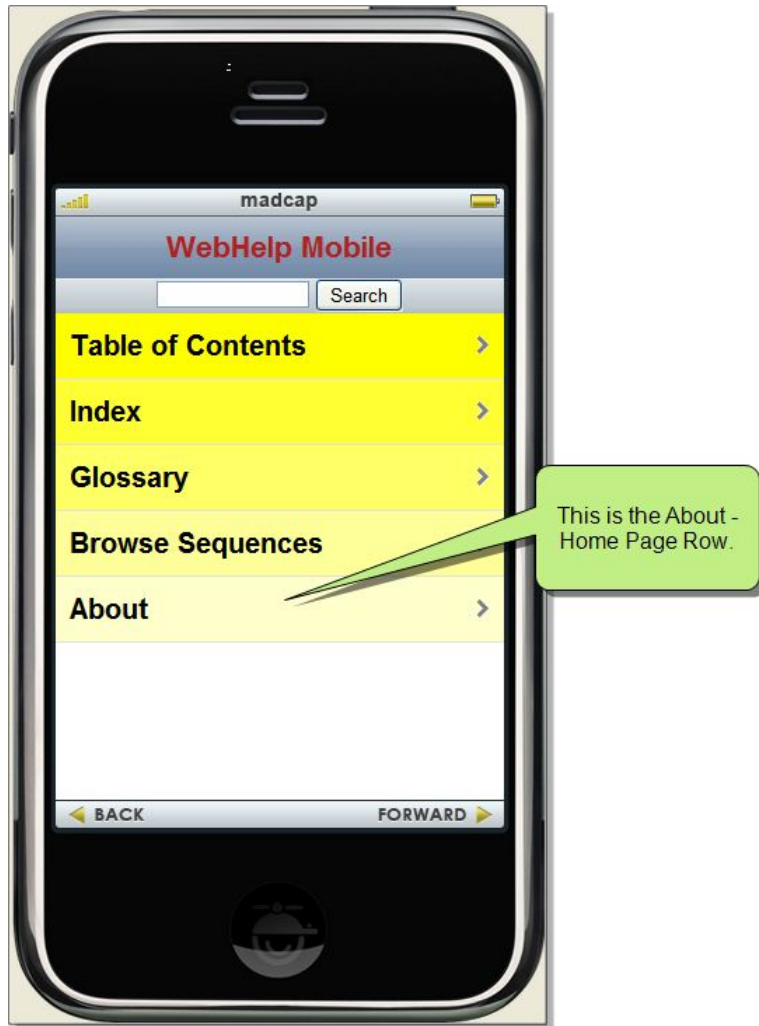 madcap
WebHelp Mobile
Search
Table of Contents
Index
Glossary
Browse Sequences
About
This is the About -
Home Page Row.
BACK
FORWARD